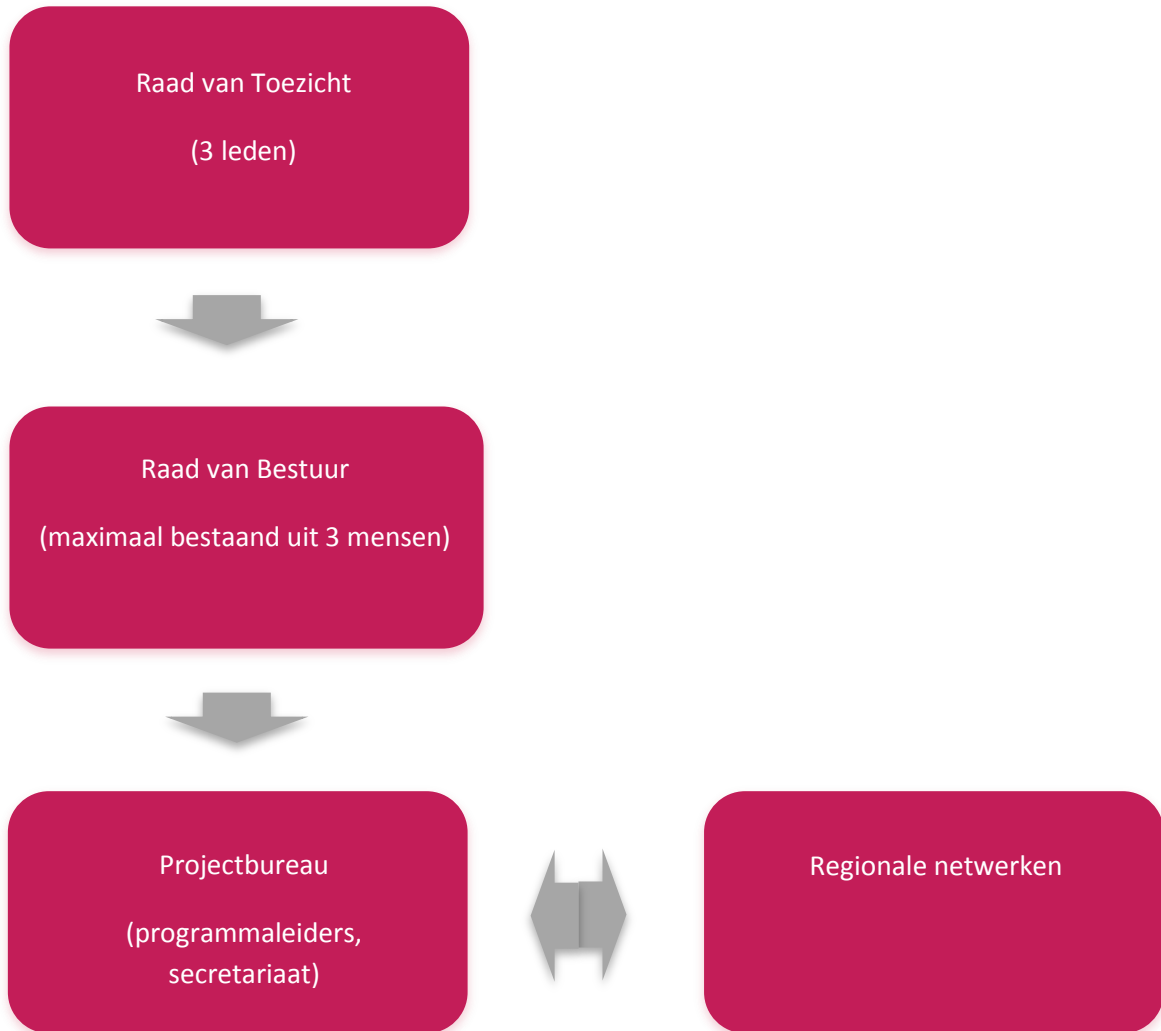 Raad van Toezicht
(3 leden)
Raad van Bestuur
(maximaal bestaand uit 3 mensen)
Projectbureau
(programmaleiders,
secretariaat)
Regionale netwerken